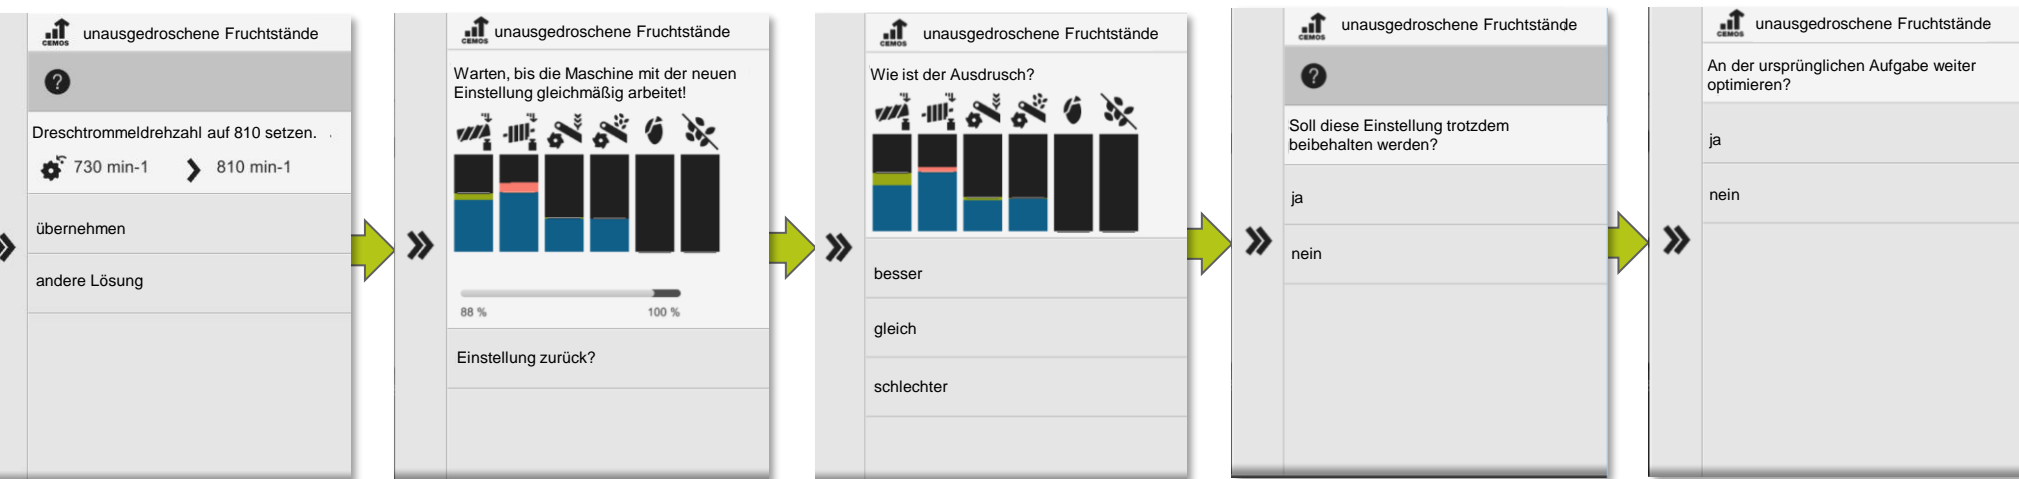 CEMOS
unausgedroschene Fruchtstände
Dreschtrommeldrehzahl auf 810 setzen.
730 min-1
810 min-1
übernehmen
andere Lösung
CEMOS
unausgedroschene Fruchtstände
Warten, bis die Maschine mit der neuen
Einstellung gleichmäßig arbeitet!
88 %
100 %
Einstellung zurück?
CEMOS
unausgedroschene Fruchtstände
Wie ist der Ausdrusch?
besser
gleich
schlechter
CEMOS
unausgedroschene Fruchtstände
Soll diese Einstellung trotzdem
beibehalten werden?
ja
nein
CEMOS
unausgedroschene Fruchtstände
An der ursprünglichen Aufgabe weiter
optimieren?
ja
nein